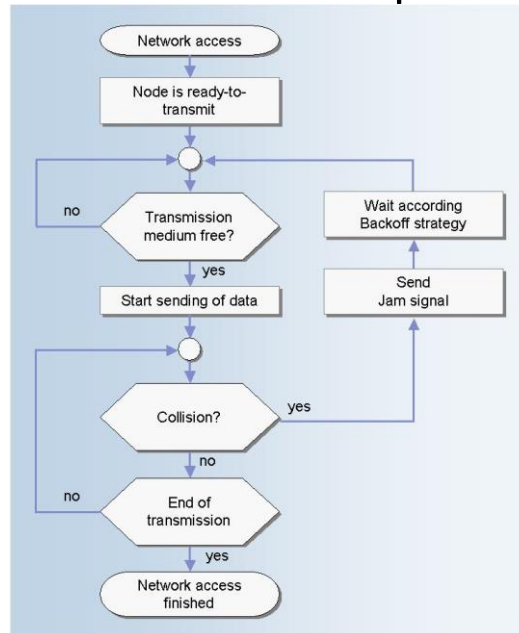 Network access
Node is ready-to-
transmit
no
Transmission
medium free?
Wait according
Backoff strategy
yes
Start sending of data
Send
Jam signal
Collision?
yes
no
no
End of
transmission
yes
Network access
finished